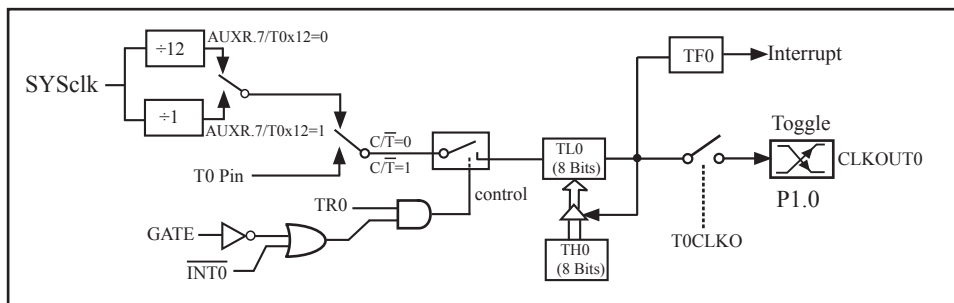 ÷12
AUXR.7/T0x12=0
SYSclk
÷1
AUXR.7/T0x12=1
T0 Pin
C/T̅=0
C/T̅=1
TR0
GATE
I̅N̅T̅0̅
control
TL0
(8 Bits)
TH0
(8 Bits)
TF0
Interrupt
Toggle
CLKOUT0
P1.0
T0CLKO